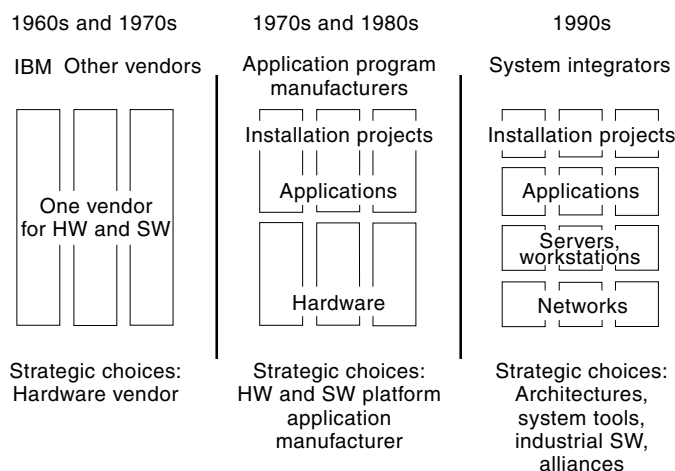 1960s and 1970s
IBM Other vendors
One vendor
for HW and SW
Strategic choices:
Hardware vendor
1970s and 1980s
Application program
manufacturers
Installation projects
Applications
Hardware
Strategic choices:
HW and SW platform
application
manufacturer
1990s
System integrators
Installation projects
Applications
Servers,
workstations
Networks
Strategic choices:
Architectures,
system tools,
industrial SW,
alliances